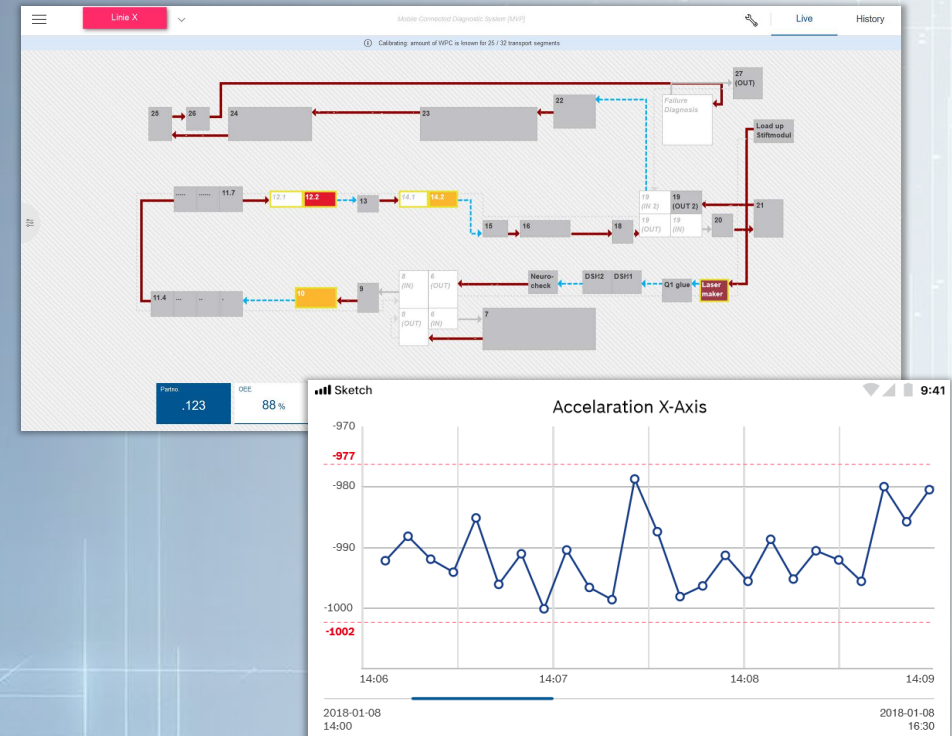 Linie X
Mobile Connected Diagnostic System [MVP]
Live
History
Calibrating: amount of WPC is known for 25 / 32 transport segments
27
(OUT)
25
26
24
23
22
Failure
Diagnosis
Load up
Stiftmodul
.....
......
11.7
12.1
12.2
13
14.1
14.2
15
16
18
19
(IN 2)
19
(OUT 2)
19
(OUT)
19
(IN)
20
21
11.4
...
..
.
10
9
8
(IN)
6
(OUT)
8
(OUT)
6
(IN)
7
Neuro-
check
DSH2
DSH1
Q1 glue
Laser
maker
Partno.
.123
OEE
88 %
Sketch
9:41
Accelaration X-Axis
-970
-977
-980
-990
-1000
-1002
14:06
14:07
14:08
14:09
2018-01-08
14:00
2018-01-08
16:30